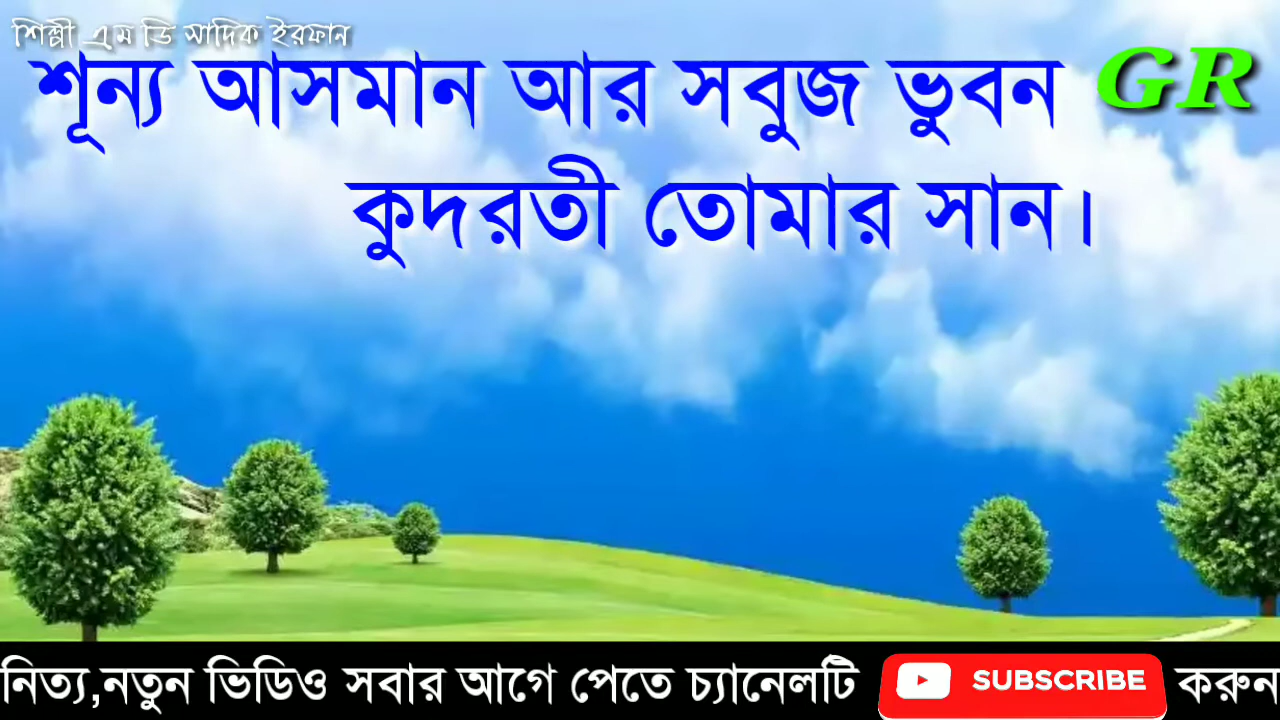 শিল্পী এম ডি সাদিক ইরফান
শূন্য আসমান আর সবুজ ভুবন GR
কুদরতী তোমার সান।
নিত্য,নতুন ভিডিও সবার আগে পেতে চ্যানেলটি SUBSCRIBE করুন